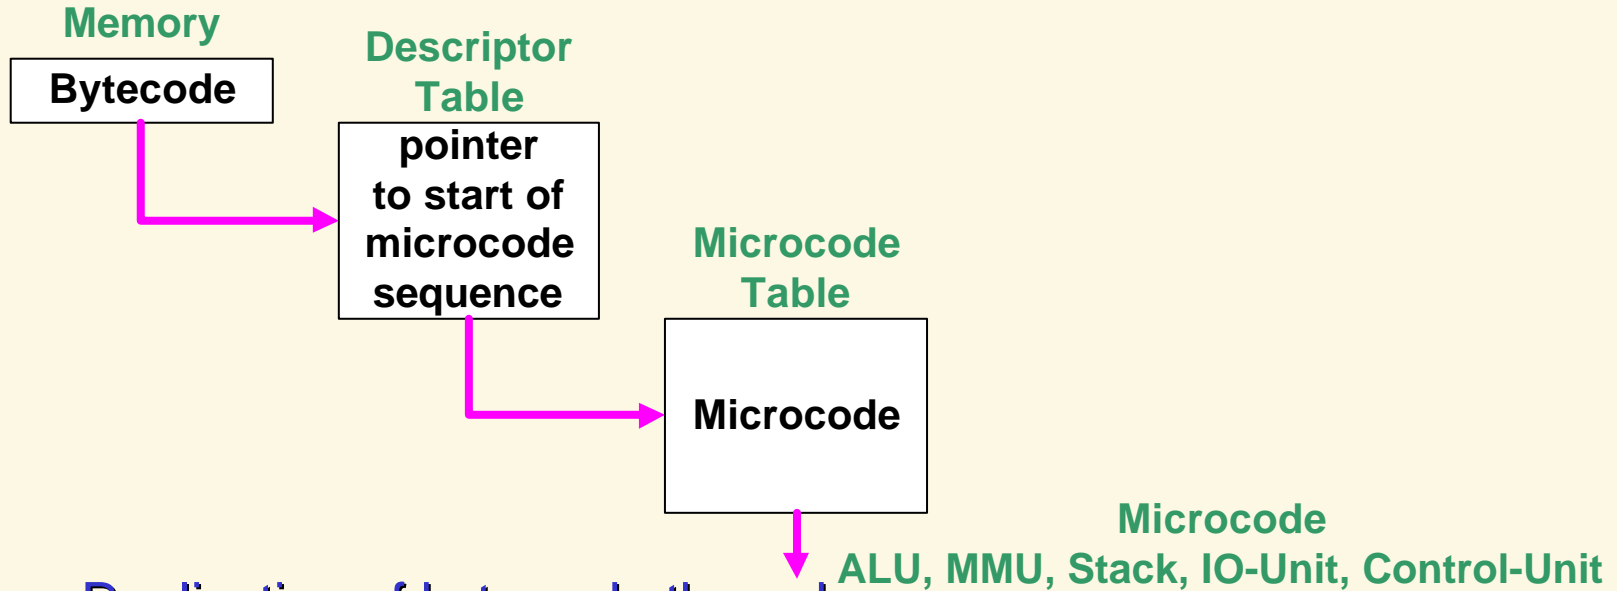 Memory
Bytecode
Descriptor
Table
pointer
to start of
microcode
sequence
Microcode
Table
Microcode
Microcode
ALU, MMU, Stack, IO-Unit, Control-Unit
of